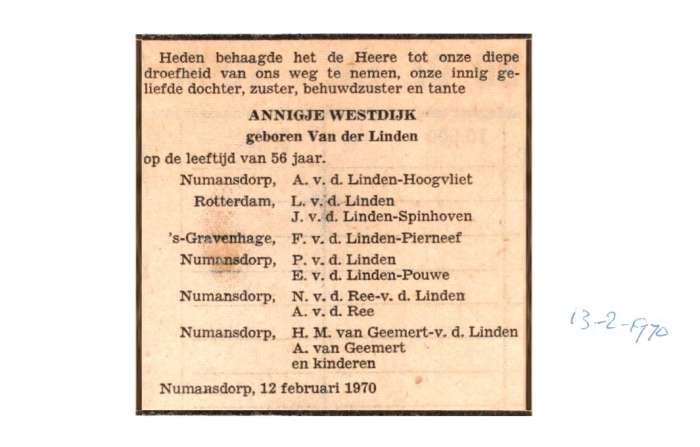 Heden behaagde het de Heere tot onze diepe
droefheid van ons weg te nemen, onze innig ge-
liefde dochter, zuster, behuwdzuster en tante
ANNIGJE WESTDIJK
geboren Van der Linden
op de leeftijd van 56 jaar.
Numansdorp, A. v. d. Linden-Hoogvliet
Rotterdam, L. v. d. Linden
J. v. d. Linden-Spinhoven
's-Gravenhage, F. v. d. Linden-Pierneef
Numansdorp, P. v. d. Linden
E. v. d. Linden-Pouwe
Numansdorp, N. v. d. Ree-v. d. Linden
A. v. d. Ree
Numansdorp, H. M. van Geemert-v. d. Linden
A. van Geemert
en kinderen
Numansdorp, 12 februari 1970
13-2-1970